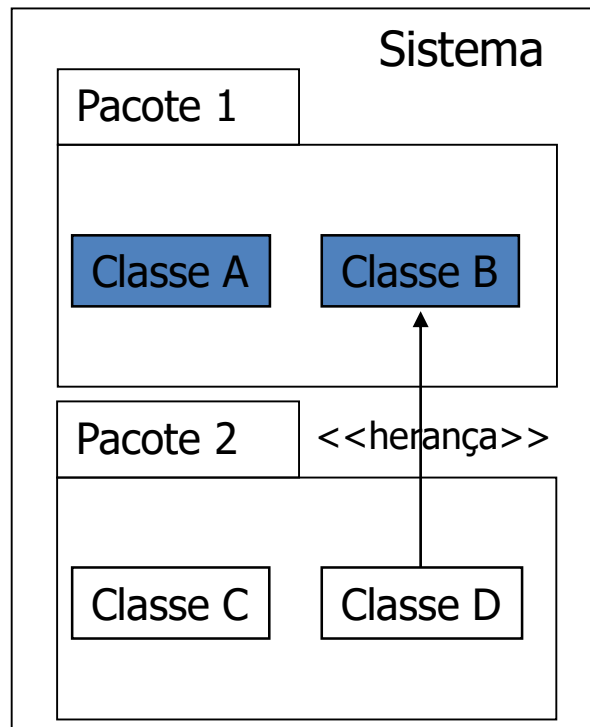 Sistema
Pacote 1
Classe A
Classe B
Pacote 2
<<herança>>
Classe C
Classe D